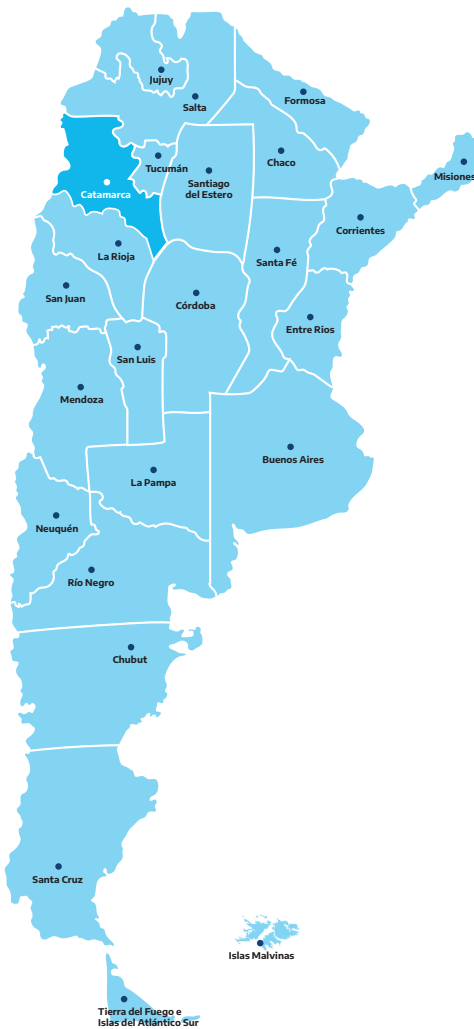 Jujuy
Salta
Formosa
Tucumán
Chaco
Misiones
Santiago
del Estero
Catamarca
Corrientes
La Rioja
Santa Fé
San Juan
Córdoba
Entre Rios
San Luis
Mendoza
Buenos Aires
La Pampa
Neuquén
Río Negro
Chubut
Santa Cruz
Islas Malvinas
Tierra del Fuego e
Islas del Atlántico Sur